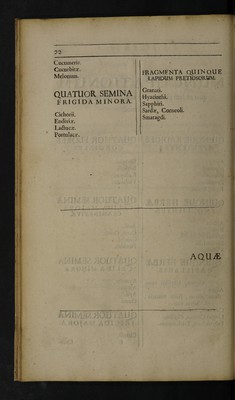 22
Cucumeris.
Cucurbitæ.
Melonum.
QUATUOR SEMINA
FRIGIDA MINORA.
Cichorii.
Endiviæ.
Lactucæ.
Portulacæ.
FRAGMENTA QUINQUE
LAPIDUM PRETIOSORUM.
Granati.
Hyacinthi.
Sapphiri.
Sardæ, Corneoli.
Smaragdi.
AQUÆ